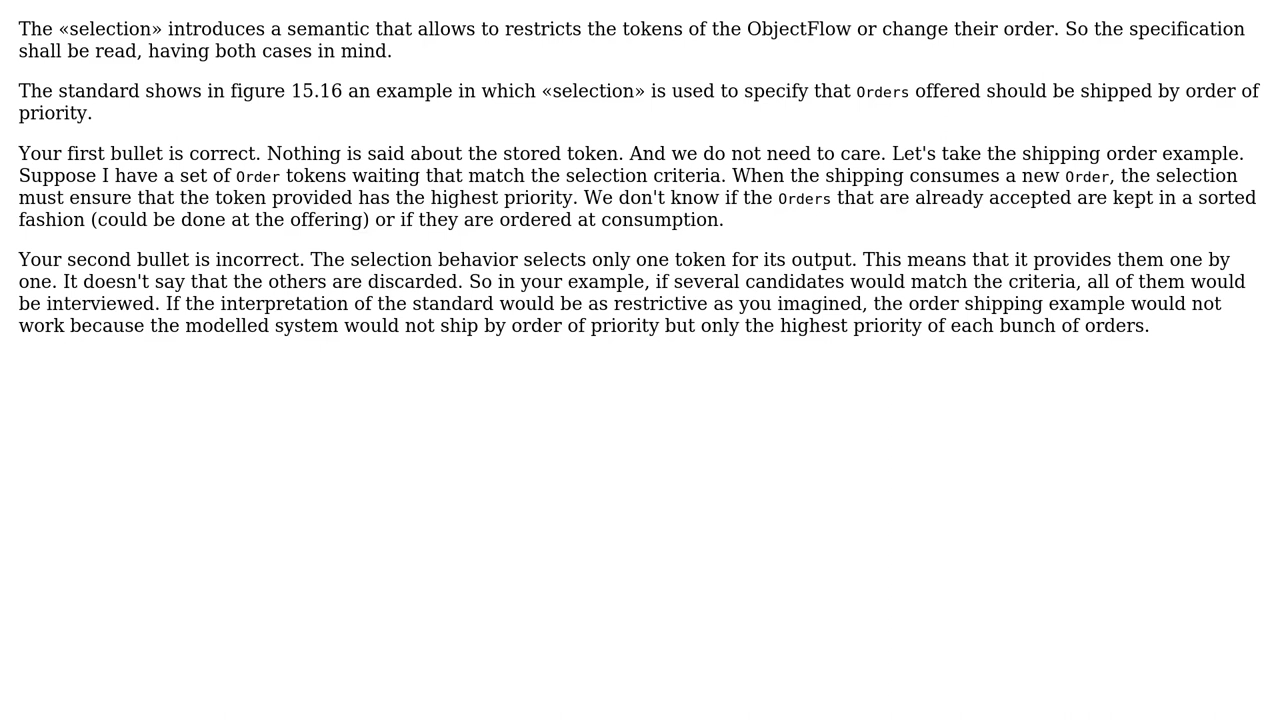 The «selection» introduces a semantic that allows to restricts the tokens of the ObjectFlow or change their order. So the specification
shall be read, having both cases in mind.
The standard shows in figure 15.16 an example in which «selection» is used to specify that Orders offered should be shipped by order of
priority.
Your first bullet is correct. Nothing is said about the stored token. And we do not need to care. Let's take the shipping order example.
Suppose I have a set of Order tokens waiting that match the selection criteria. When the shipping consumes a new Order, the selection
must ensure that the token provided has the highest priority. We don't know if the Orders that are already accepted are kept in a sorted
fashion (could be done at the offering) or if they are ordered at consumption.
Your second bullet is incorrect. The selection behavior selects only one token for its output. This means that it provides them one by
one. It doesn't say that the others are discarded. So in your example, if several candidates would match the criteria, all of them would
be interviewed. If the interpretation of the standard would be as restrictive as you imagined, the order shipping example would not
work because the modelled system would not ship by order of priority but only the highest priority of each bunch of orders.